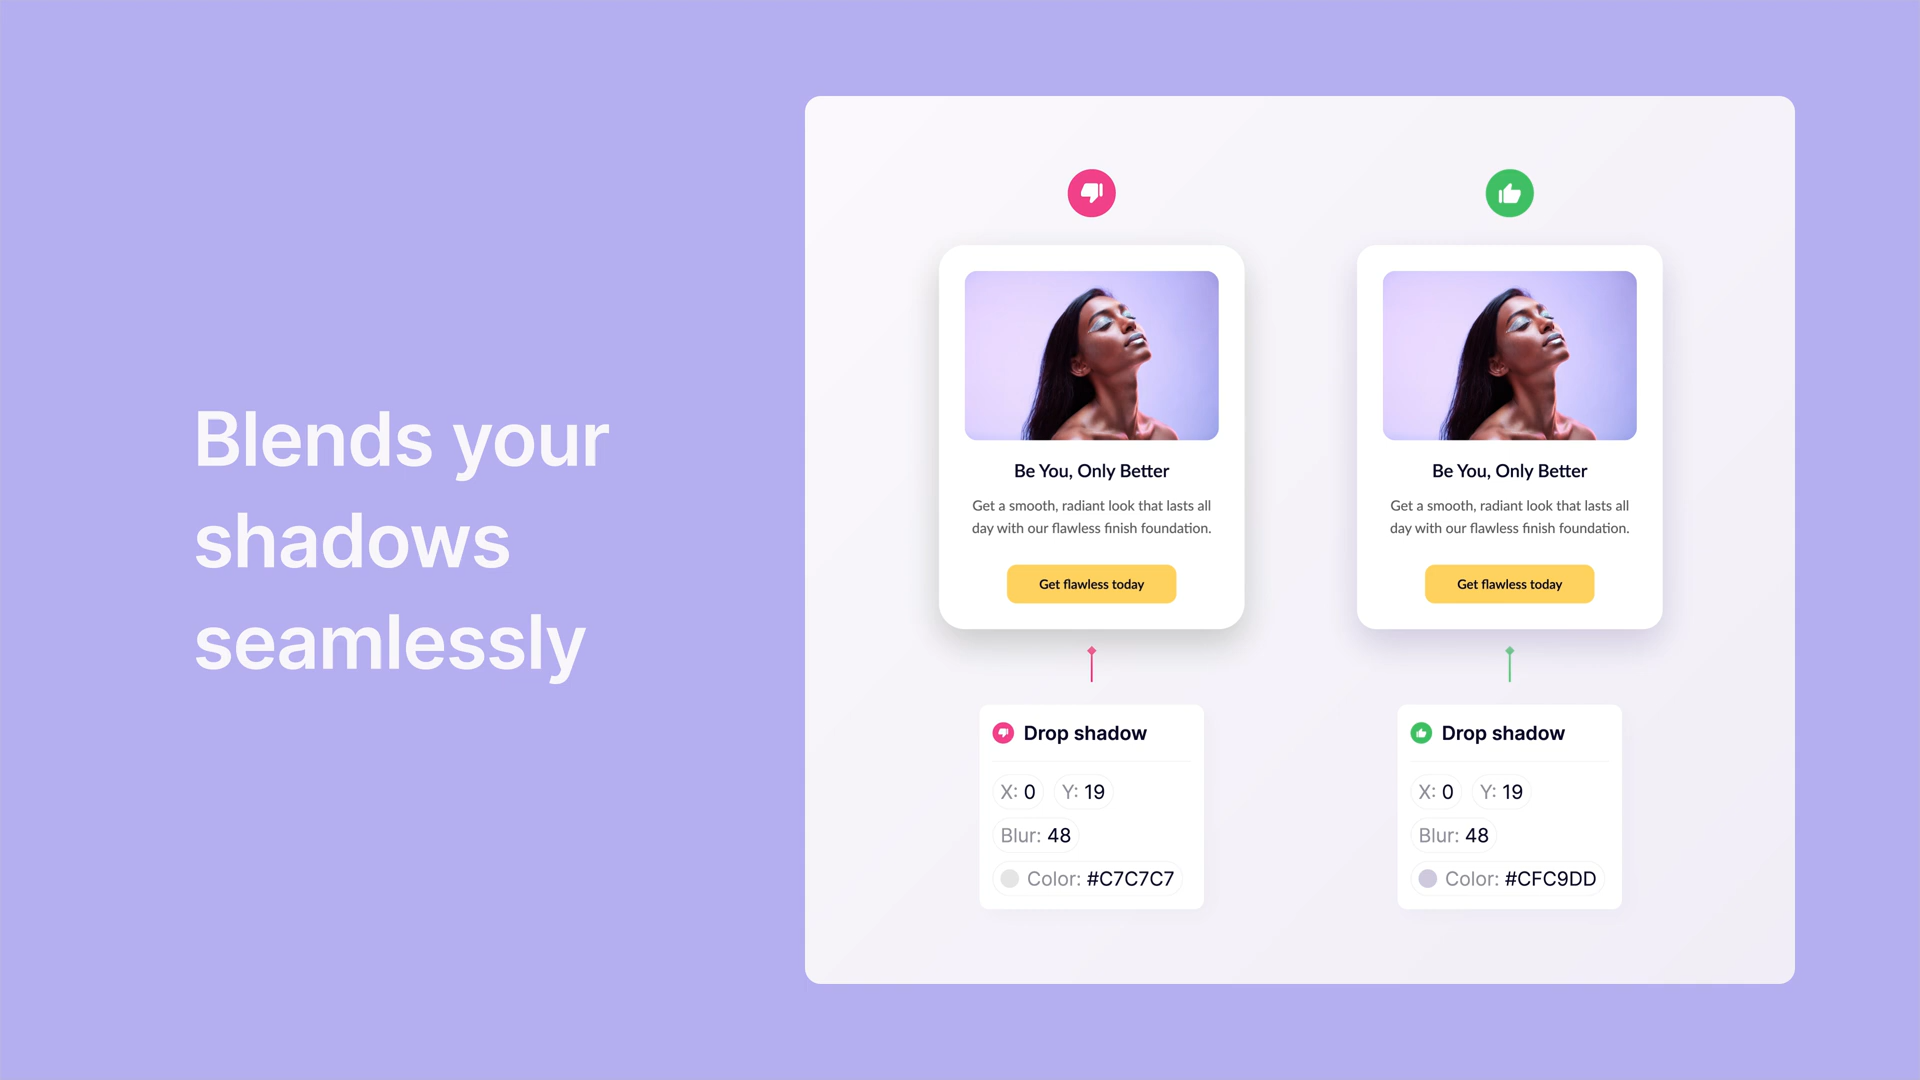 Blends your
shadows
seamlessly
Be You, Only Better
Get a smooth, radiant look that lasts all
day with our flawless finish foundation.
Get flawless today
Drop shadow
X: 0 Y: 19
Blur: 48
Color: #C7C7C7
Be You, Only Better
Get a smooth, radiant look that lasts all
day with our flawless finish foundation.
Get flawless today
Drop shadow
X: 0 Y: 19
Blur: 48
Color: #CFC9DD